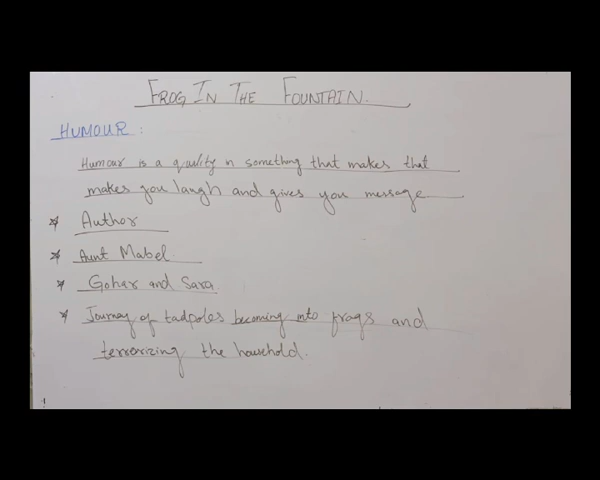 FROG IN THE FOUNTAIN.
HUMOUR:
Humour is a quality in something that makes that
makes you laugh and gives you message
* Author
* Aunt Mabel.
* Gohar and Sara
* Journey of tadpoles becoming into frogs and
terrorizing the household.